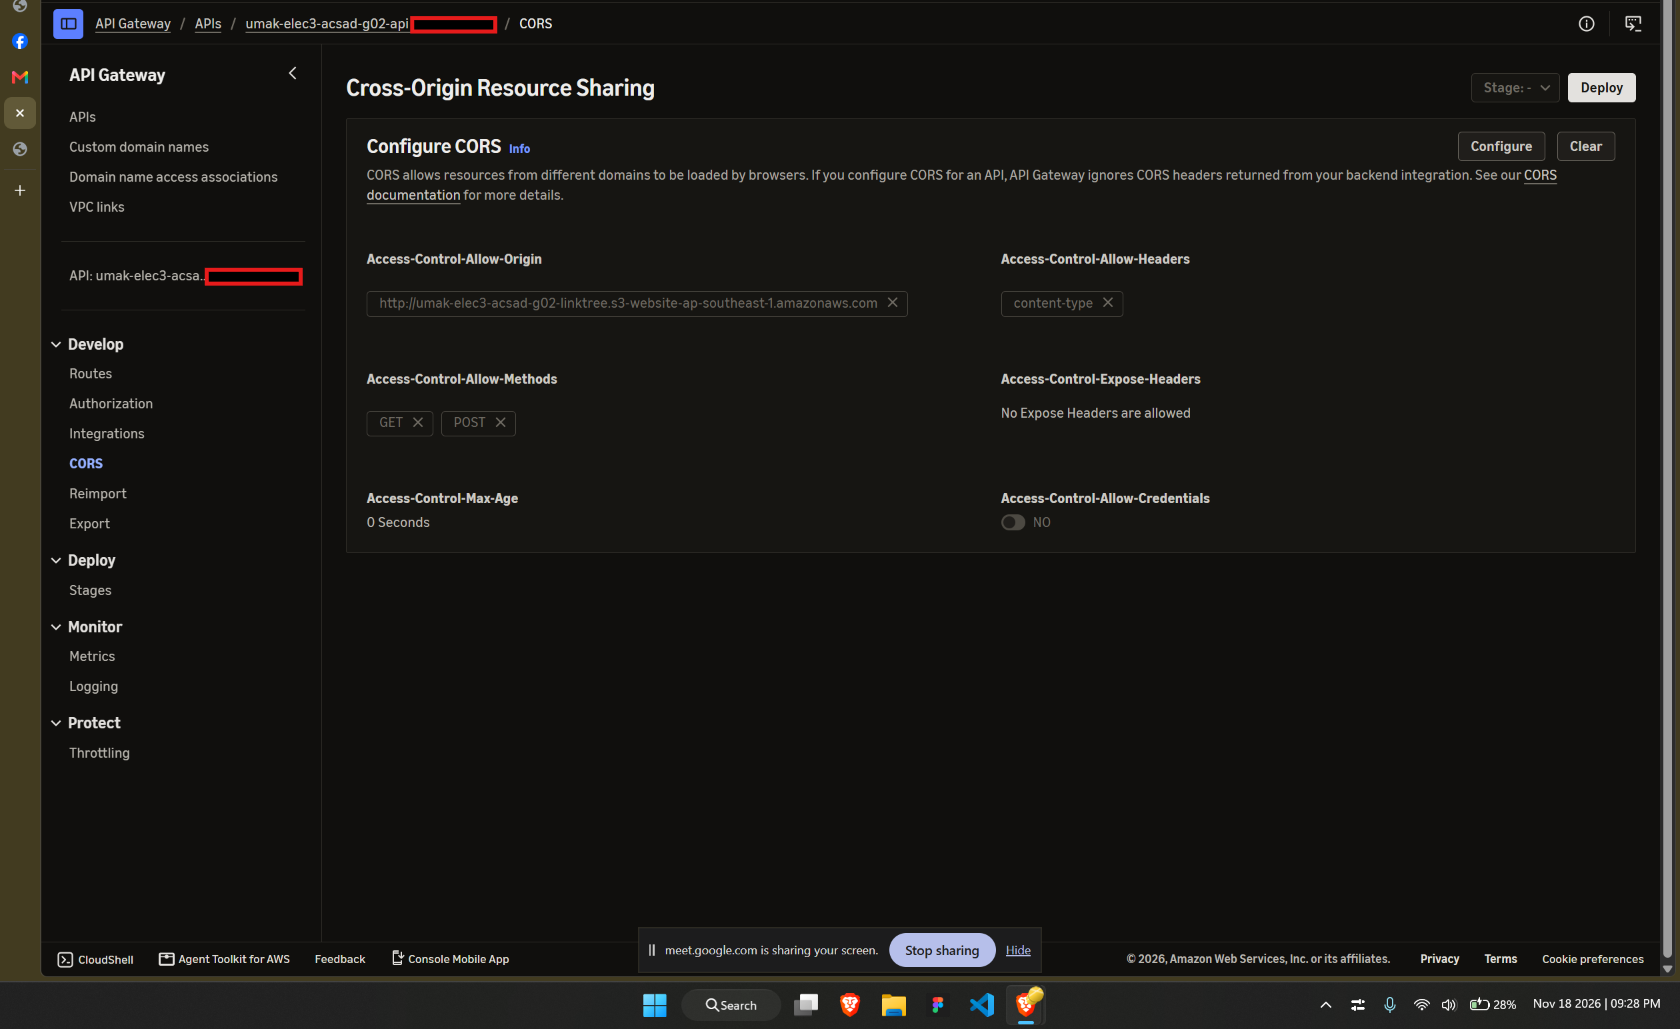 API Gateway / APIs / umak-elec3-acsad-g02-api / CORS
API Gateway
APIs
Custom domain names
Domain name access associations
VPC links
API: umak-elec3-acsa...
Develop
Routes
Authorization
Integrations
CORS
Reimport
Export
Deploy
Stages
Monitor
Metrics
Logging
Protect
Throttling
Cross-Origin Resource Sharing
Stage: -
Deploy
Configure CORS Info
Configure
Clear
CORS allows resources from different domains to be loaded by browsers. If you configure CORS for an API, API Gateway ignores CORS headers returned from your backend integration. See our CORS
documentation for more details.
Access-Control-Allow-Origin
http://umak-elec3-acsad-g02-linktree.s3-website-ap-southeast-1.amazonaws.com
Access-Control-Allow-Headers
content-type
Access-Control-Allow-Methods
GET
POST
Access-Control-Expose-Headers
No Expose Headers are allowed
Access-Control-Max-Age
0 Seconds
Access-Control-Allow-Credentials
NO
meet.google.com is sharing your screen. Stop sharing Hide
CloudShell Agent Toolkit for AWS Feedback Console Mobile App
© 2026, Amazon Web Services, Inc. or its affiliates. Privacy Terms Cookie preferences
Search
28%
Nov 18 2026 | 09:28 PM